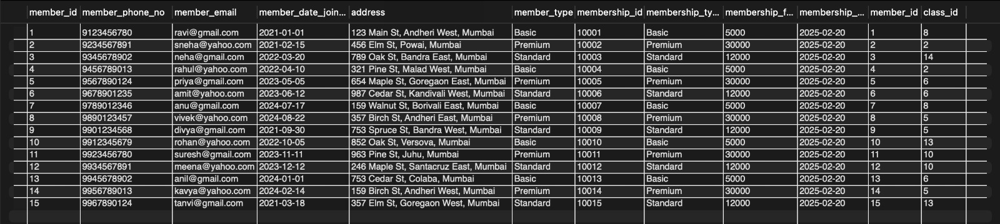 member_id member_phone_no member_email member_date_join... address member_type membership_id membership_ty... membership_f... membership_... member_id class_id
1 9123456780 ravi@gmail.com 2021-01-01 123 Main St, Andheri West, Mumbai Basic 10001 Basic 5000 2025-02-20 1 8
2 9234567891 sneha@yahoo.com 2021-02-15 456 Elm St, Powai, Mumbai Premium 10002 Premium 30000 2025-02-20 2 2
3 9345678902 neha@gmail.com 2022-03-20 789 Oak St, Bandra East, Mumbai Standard 10003 Standard 12000 2025-02-20 3 14
4 9456789013 rahul@yahoo.com 2022-04-10 321 Pine St, Malad West, Mumbai Basic 10004 Basic 5000 2025-02-20 4 2
5 9567890124 priya@gmail.com 2023-05-05 654 Maple St, Goregaon East, Mumbai Premium 10005 Premium 30000 2025-02-20 5 6
6 9678901235 amit@yahoo.com 2023-06-12 987 Cedar St, Kandivali West, Mumbai Standard 10006 Standard 12000 2025-02-20 6 6
7 9789012346 anu@gmail.com 2024-07-17 159 Walnut St, Borivali East, Mumbai Basic 10007 Basic 5000 2025-02-20 7 8
8 9890123457 vivek@yahoo.com 2024-08-22 357 Birch St, Andheri East, Mumbai Premium 10008 Premium 30000 2025-02-20 8 5
9 9901234568 divya@gmail.com 2021-09-30 753 Spruce St, Bandra West, Mumbai Standard 10009 Standard 12000 2025-02-20 9 5
10 9912345679 rohan@yahoo.com 2022-10-05 852 Oak St, Versova, Mumbai Basic 10010 Basic 5000 2025-02-20 10 13
11 9923456780 suresh@gmail.com 2023-11-11 963 Pine St, Juhu, Mumbai Premium 10011 Premium 30000 2025-02-20 11 10
12 9934567891 meena@yahoo.com 2023-12-12 246 Maple St, Santacruz East, Mumbai Standard 10012 Standard 12000 2025-02-20 12 10
13 9945678902 anil@gmail.com 2024-01-01 753 Cedar St, Colaba, Mumbai Basic 10013 Basic 5000 2025-02-20 13 6
14 9956789013 kavya@yahoo.com 2024-02-14 159 Birch St, Andheri West, Mumbai Premium 10014 Premium 30000 2025-02-20 14 5
15 9967890124 tanvi@gmail.com 2021-03-18 357 Elm St, Goregaon West, Mumbai Standard 10015 Standard 12000 2025-02-20 15 13